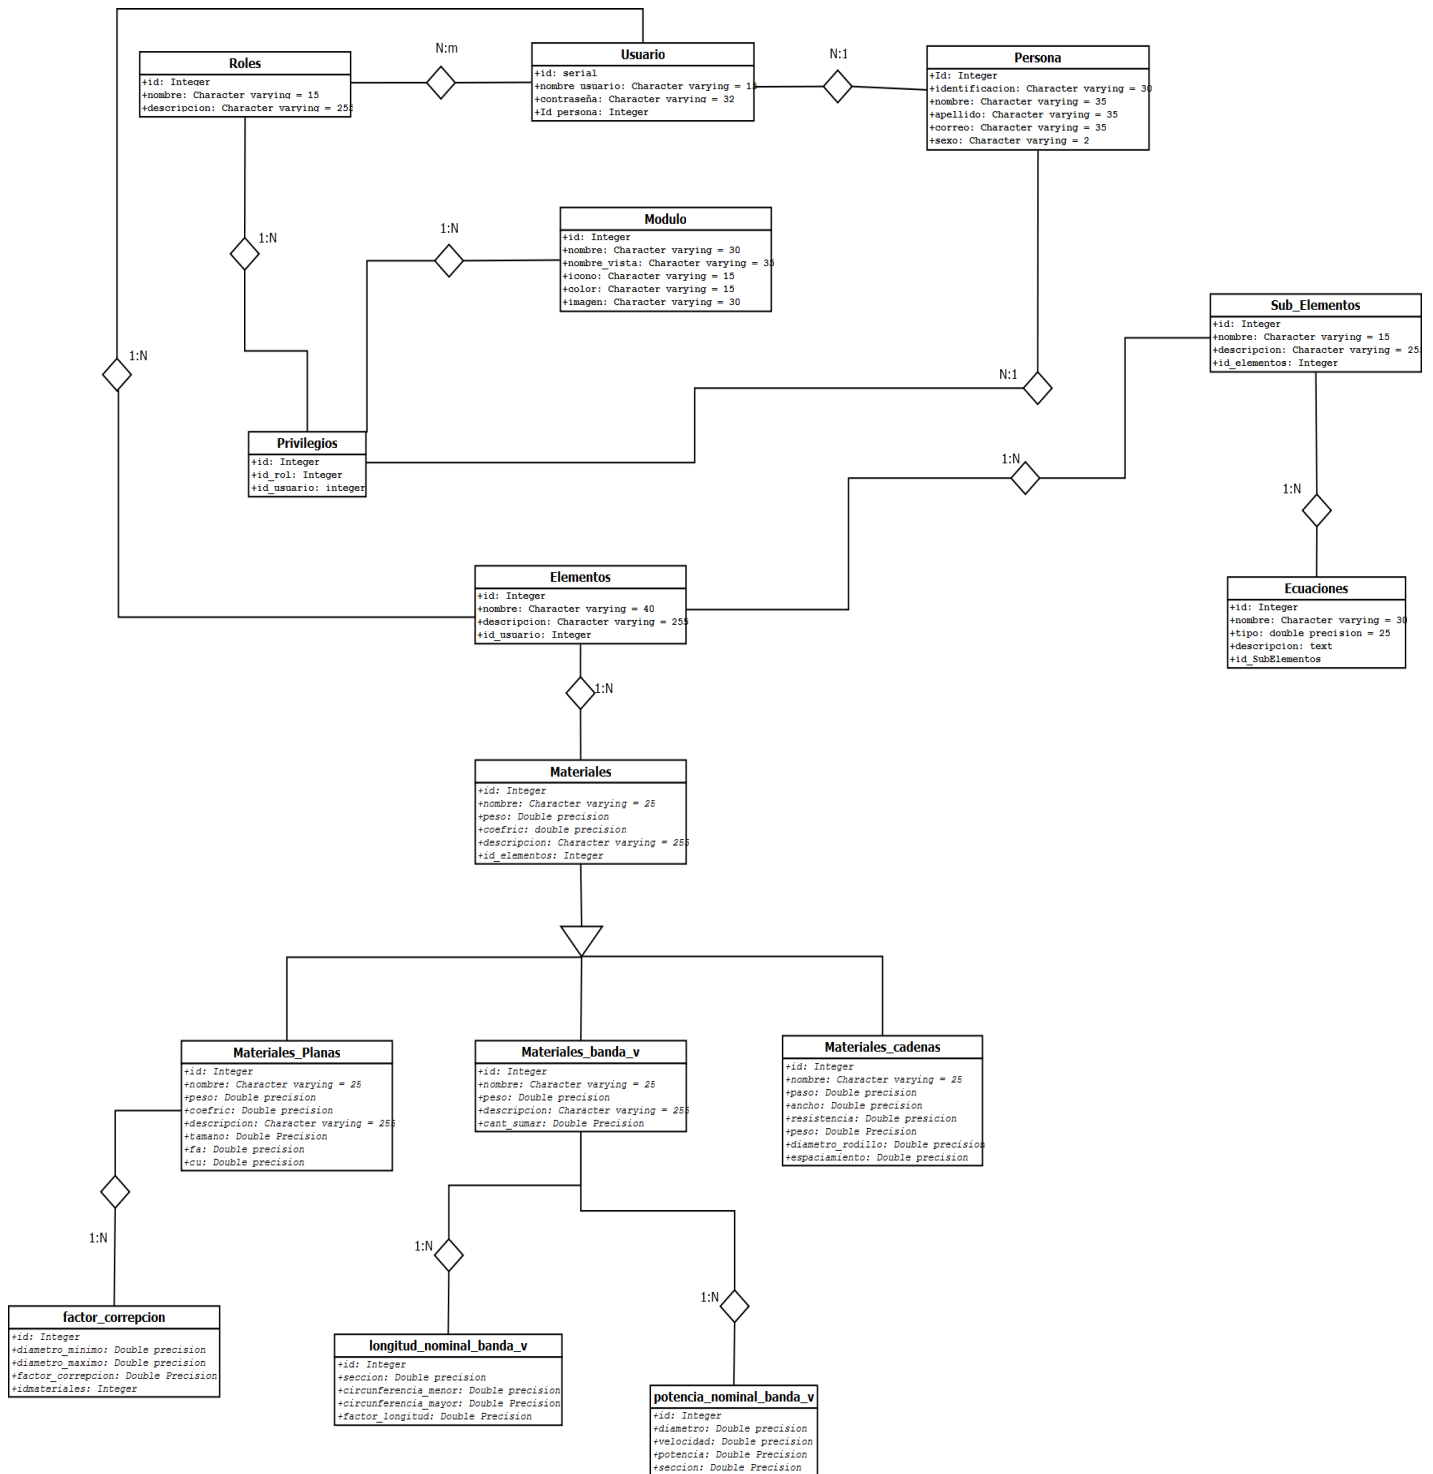 N:m
Roles
+id: Integer
+nombre: Character varying = 15
+descripcion: Character varying = 255
Usuario
+id: serial
+nombre usuario: Character varying = 15
+contraseña: Character varying = 32
+Id persona: Integer
N:1
Persona
+Id: Integer
+identificacion: Character varying = 30
+nombre: Character varying = 35
+apellido: Character varying = 35
+correo: Character varying = 35
+sexo: Character varying = 2
1:N
1:N
Modulo
+id: Integer
+nombre: Character varying = 30
+nombre_vista: Character varying = 35
+icono: Character varying = 15
+color: Character varying = 15
+imagen: Character varying = 30
Sub_Elementos
+id: Integer
+nombre: Character varying = 15
+descripcion: Character varying = 255
+id_elementos: Integer
1:N
N:1
Privilegios
+id: Integer
+id_rol: Integer
+id_usuario: integer
1:N
1:N
Elementos
+id: Integer
+nombre: Character varying = 40
+descripcion: Character varying = 255
+id_usuario: Integer
Ecuaciones
+id: Integer
+nombre: Character varying = 30
+tipo: double precision = 25
+descripcion: text
+id_SubElementos
1:N
Materiales
+id: Integer
+nombre: Character varying = 25
+peso: Double precision
+coefric: double precision
+descripcion: Character varying = 255
+id_elementos: Integer
Materiales_Planas
+id: Integer
+nombre: Character varying = 25
+peso: Double precision
+coefric: Double precision
+descripcion: Character varying = 255
+tamano: Double Precision
+fa: Double precision
+cu: Double precision
Materiales_banda_v
+id: Integer
+nombre: Character varying = 25
+peso: Double precision
+descripcion: Character varying = 255
+cant_sumar: Double Precision
Materiales_cadenas
+id: Integer
+nombre: Character varying = 25
+paso: Double precision
+ancho: Double precision
+resistencia: Double presicion
+peso: Double Precision
+diametro_rodillo: Double precision
+espaciamiento: Double precision
1:N
1:N
1:N
factor_correpcion
+id: Integer
+diametro_minimo: Double precision
+diametro_maximo: Double precision
+factor_correpcion: Double Precision
+idmateriales: Integer
longitud_nominal_banda_v
+id: Integer
+seccion: Double precision
+circunferencia_menor: Double precision
+circunferencia_mayor: Double Precision
+factor_longitud: Double Precision
potencia_nominal_banda_v
+id: Integer
+diametro: Double precision
+velocidad: Double precision
+potencia: Double Precision
+seccion: Double Precision